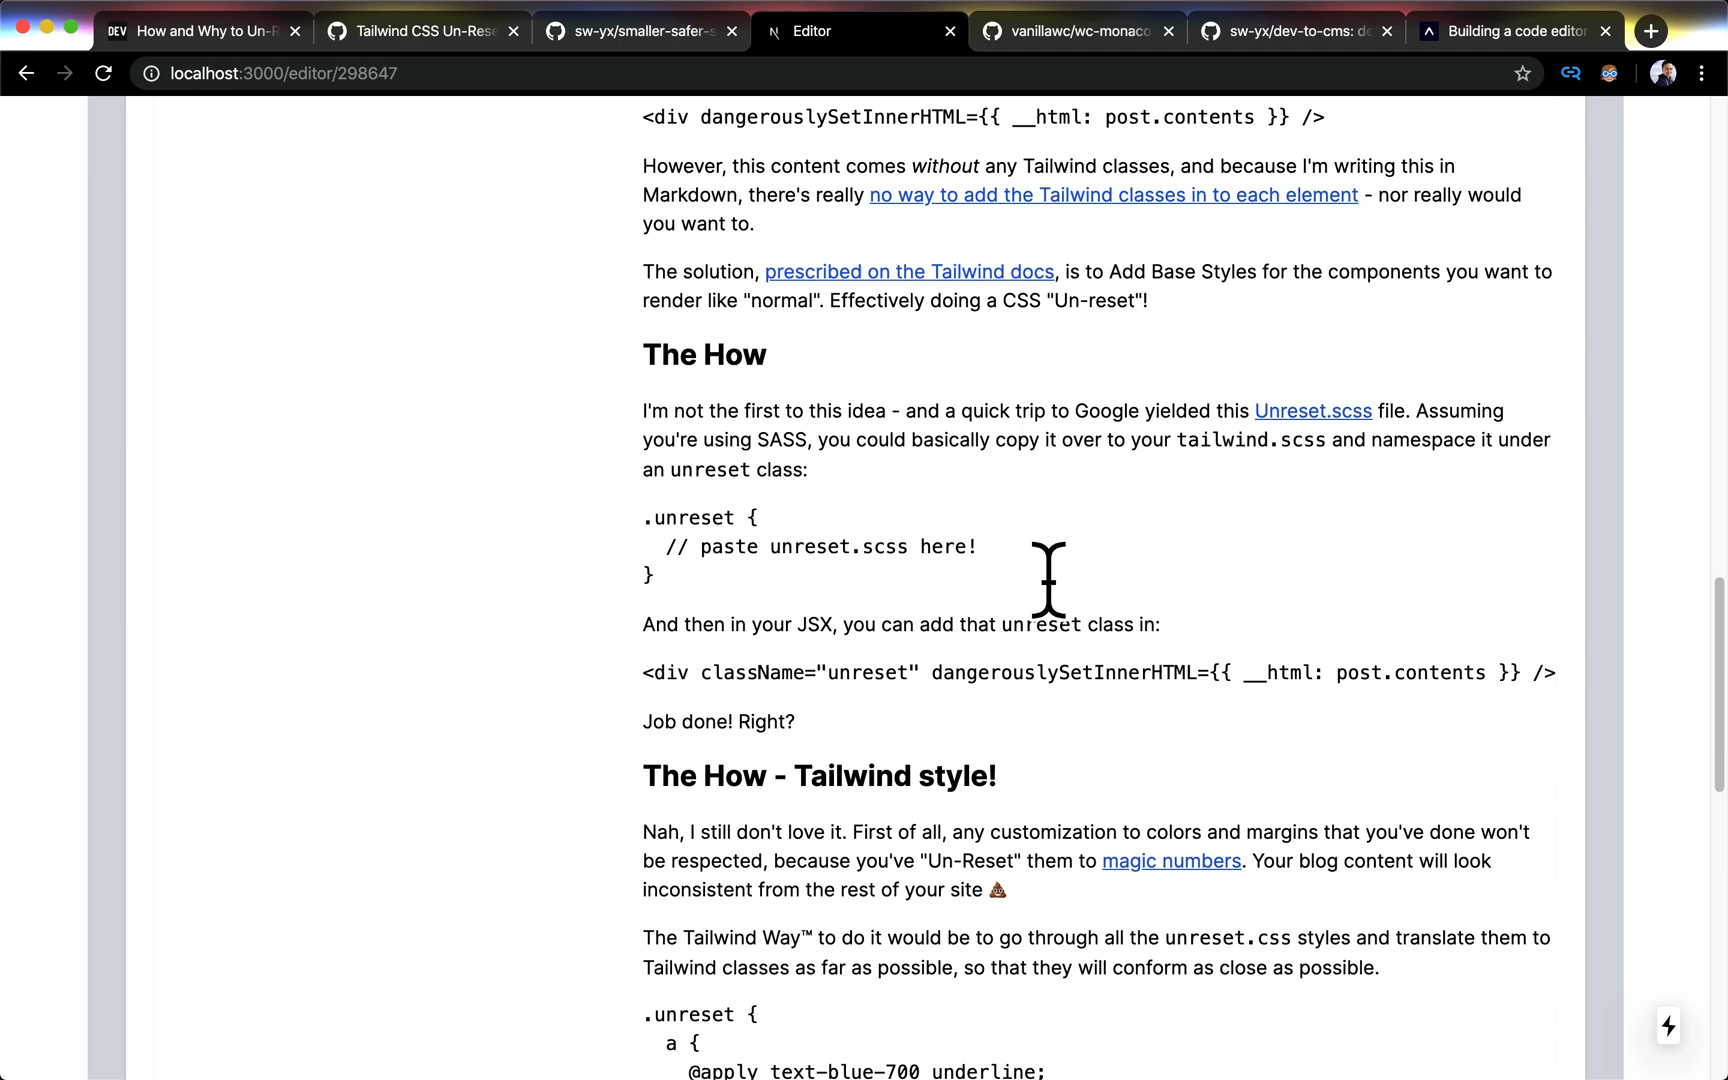 DEV How and Why to Un-R
Tailwind CSS Un-Rese
sw-yx/smaller-safer-s
Editor
vanillawc/wc-monaco
sw-yx/dev-to-cms: de
Building a code editor
localhost:3000/editor/298647
<div dangerouslySetInnerHTML={{ __html: post.contents }} />
However, this content comes without any Tailwind classes, and because I'm writing this in
Markdown, there's really no way to add the Tailwind classes in to each element - nor really would
you want to.
The solution, prescribed on the Tailwind docs, is to Add Base Styles for the components you want to
render like "normal". Effectively doing a CSS "Un-reset"!
The How
I'm not the first to this idea - and a quick trip to Google yielded this Unreset.scss file. Assuming
you're using SASS, you could basically copy it over to your tailwind.scss and namespace it under
an unreset class:
.unreset {
// paste unreset.scss here!
}
And then in your JSX, you can add that unreset class in:
<div className="unreset" dangerouslySetInnerHTML={{ __html: post.contents }} />
Job done! Right?
The How - Tailwind style!
Nah, I still don't love it. First of all, any customization to colors and margins that you've done won't
be respected, because you've "Un-Reset" them to magic numbers. Your blog content will look
inconsistent from the rest of your site 💩
The Tailwind Way™ to do it would be to go through all the unreset.css styles and translate them to
Tailwind classes as far as possible, so that they will conform as close as possible.
.unreset {
a {
@apply text-blue-700 underline;